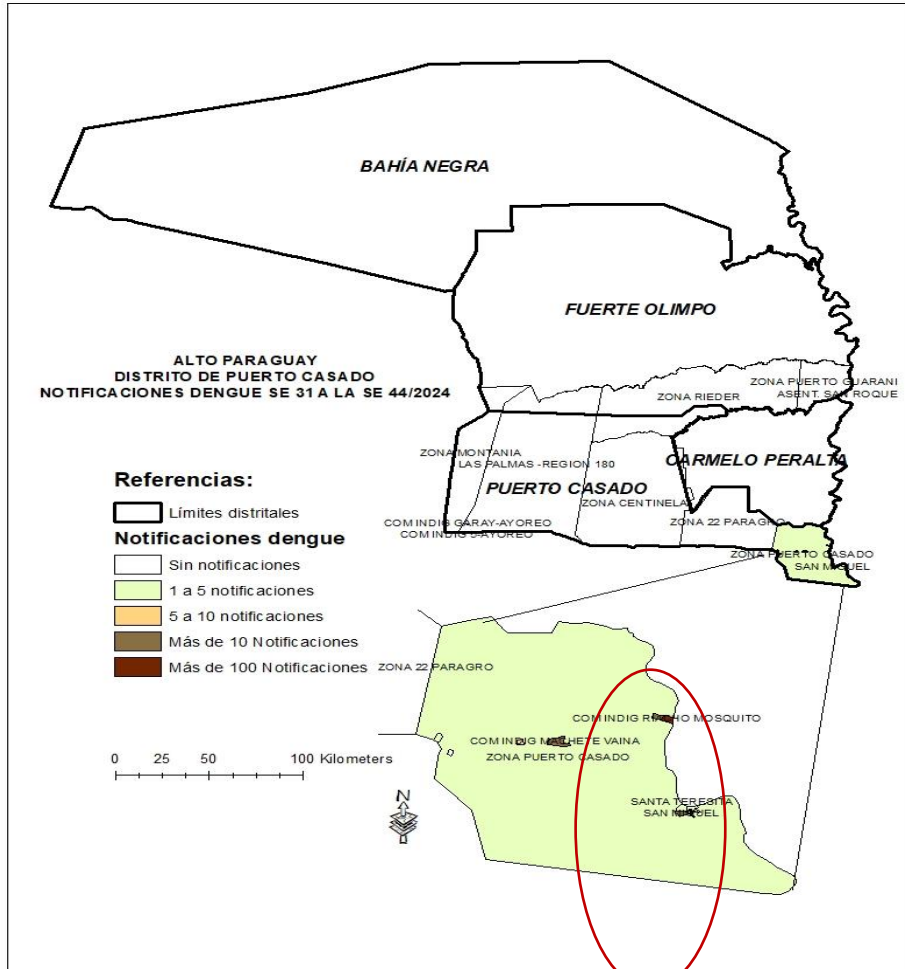 BAHÍA NEGRA
FUERTE OLIMPO
ALTO PARAGUAY
DISTRITO DE PUERTO CASADO
NOTIFICACIONES DENGUE SE 31 A LA SE 44/2024
ZONA PUERTO GUARANI
ASENT. SAN ROQUE
ZONA RIEDER
ZONA MONTANIA
LAS PALMAS -REGION 180
CARMELO PERALTA
PUERTO CASADO
ZONA CENTINELA
COM INDIG GARAY-AYOREO
COM INDIG 5-AYOREO
ZONA 22 PARAGRO
ZONA PUERTO CASADO
SAN MIGUEL
Referencias:
Límites distritales
Notificaciones dengue
Sin notificaciones
1 a 5 notificaciones
5 a 10 notificaciones
Más de 10 Notificaciones
Más de 100 Notificaciones
ZONA 22 PARAGRO
COM INDIG RIACHO MOSQUITO
COM INDIG MACHETE VAINA
ZONA PUERTO CASADO
SANTA TERESITA
SAN MIGUEL
0 25 50 100 Kilometers
N